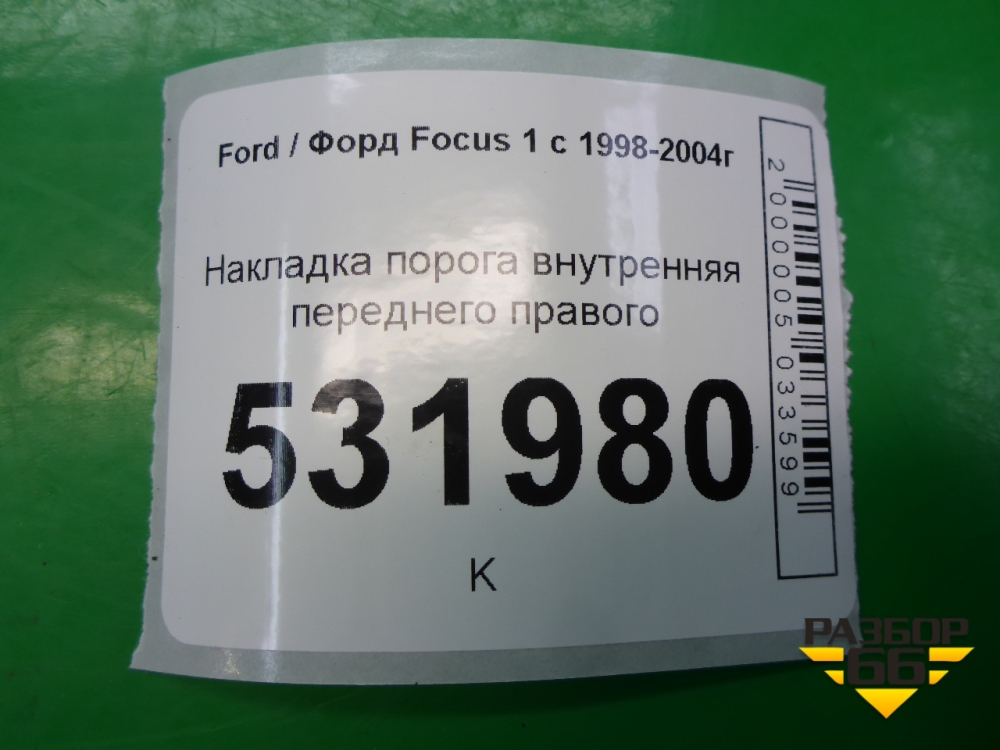 Ford / Форд Focus 1 с 1998-2004г
Накладка порога внутренняя
переднего правого
531980
К
2000005033599
РАЗБОР
66